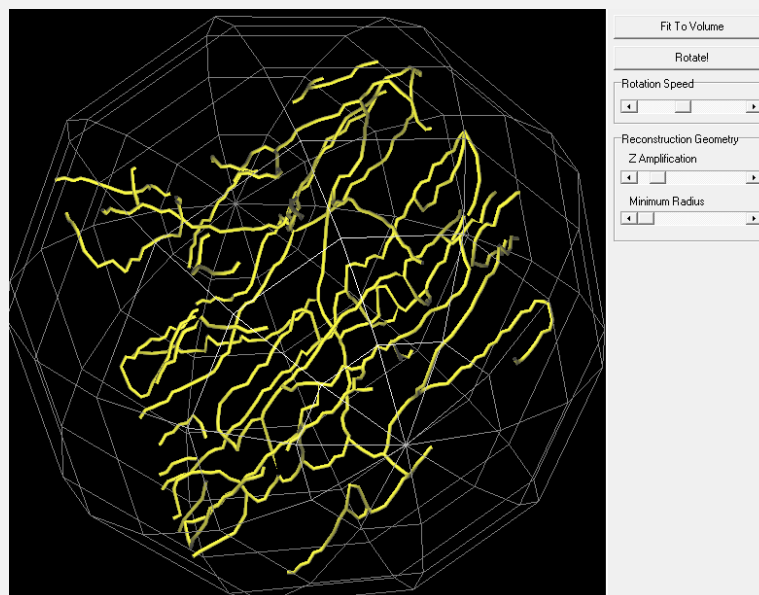 Fit To Volume
Rotate!
Rotation Speed
Reconstruction Geometry
Z Amplification
Minimum Radius